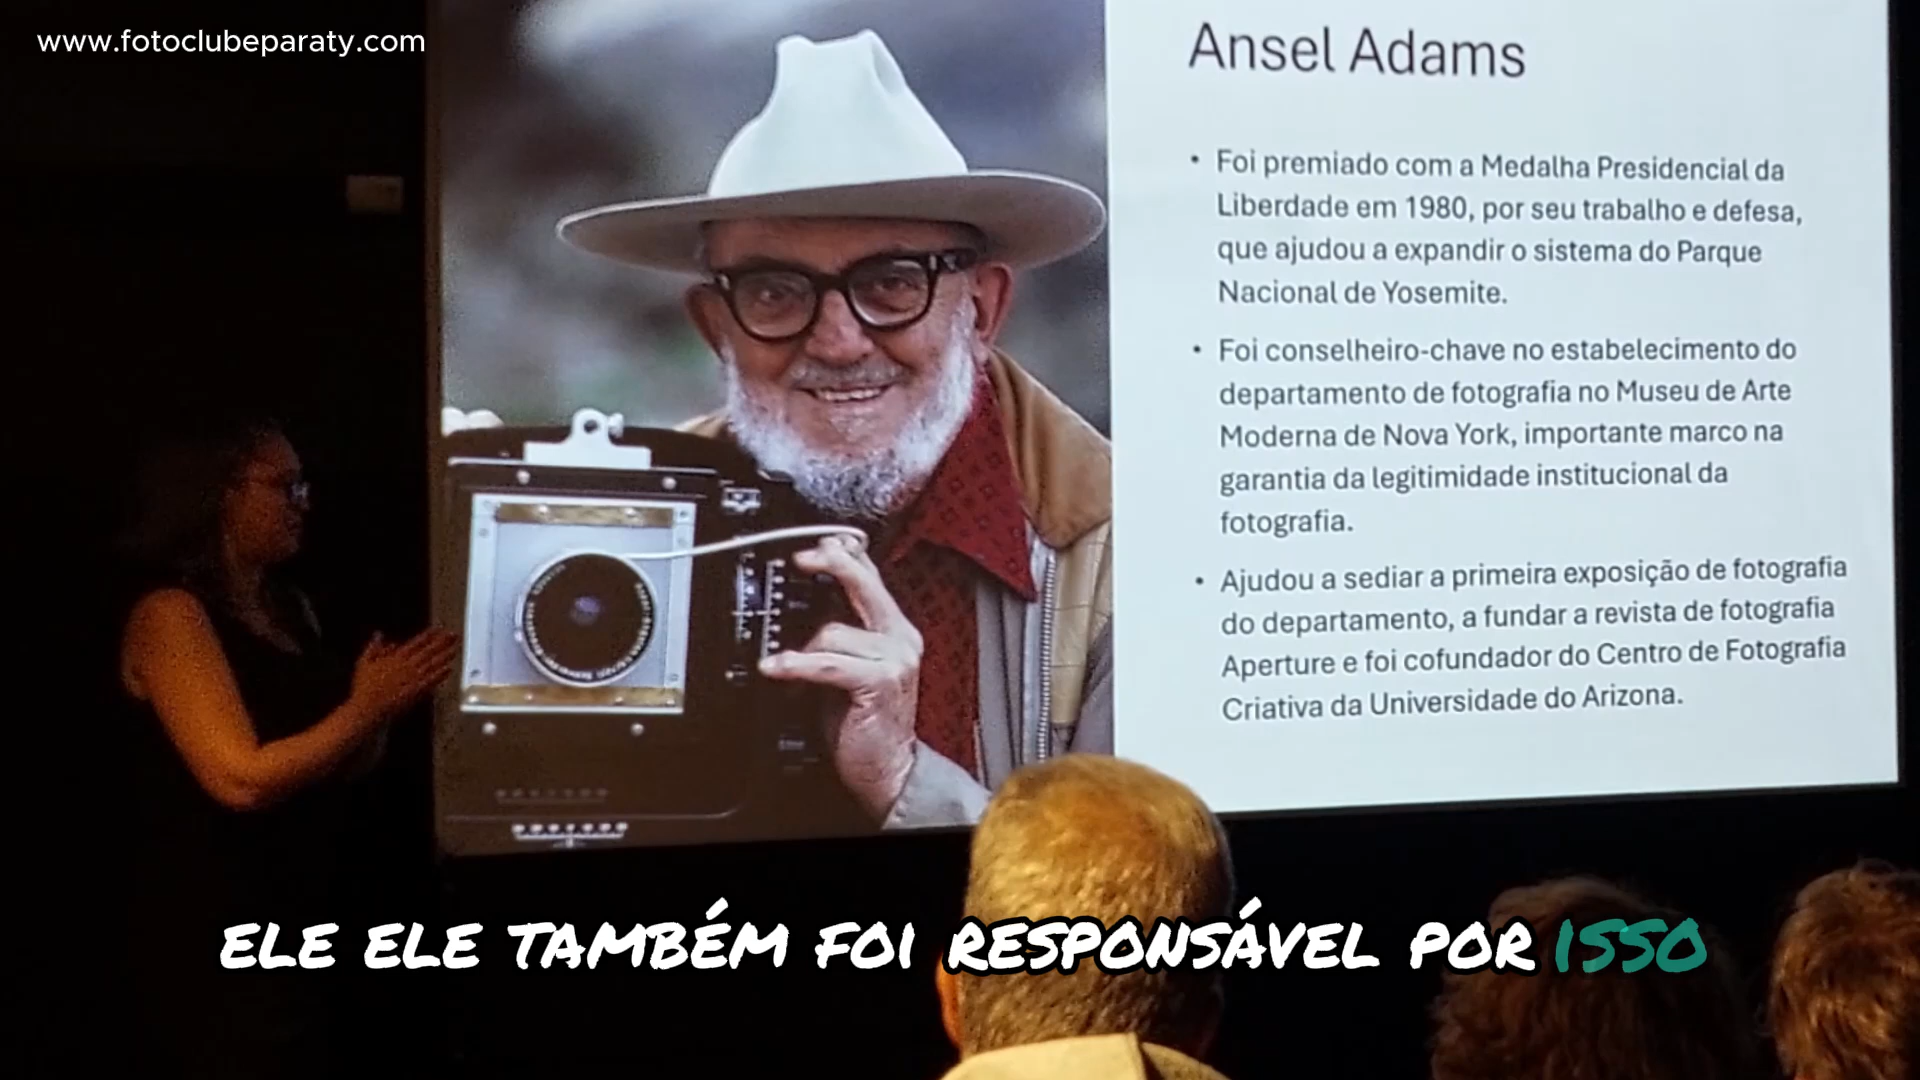 www.fotoclubeparaty.com
Ansel Adams
• Foi premiado com a Medalha Presidencial da
Liberdade em 1980, por seu trabalho e defesa,
que ajudou a expandir o sistema do Parque
Nacional de Yosemite.
• Foi conselheiro-chave no estabelecimento do
departamento de fotografia no Museu de Arte
Moderna de Nova York, importante marco na
garantia da legitimidade institucional da
fotografia.
• Ajudou a sediar a primeira exposição de fotografia
do departamento, a fundar a revista de fotografia
Aperture e foi cofundador do Centro de Fotografia
Criativa da Universidade do Arizona.
ELE ELE TAMBÉM FOI RESPONSÁVEL POR ISSO